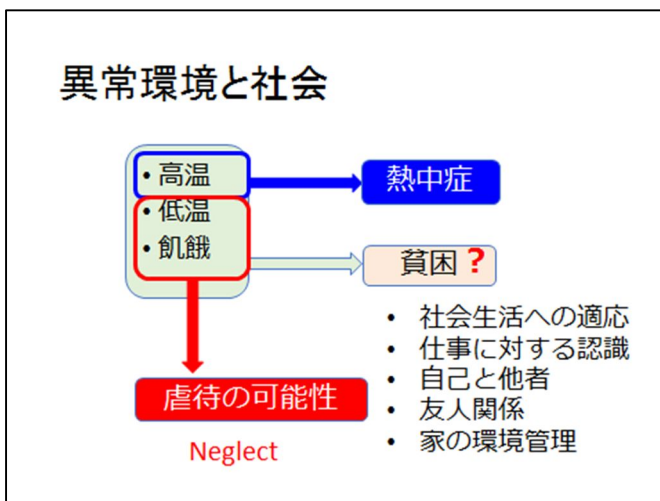 異常環境と社会
• 高温
• 低温
• 飢餓
熱中症
貧困？
• 社会生活への適応
• 仕事に対する認識
• 自己と他者
• 友人関係
• 家の環境管理
虐待の可能性
Neglect